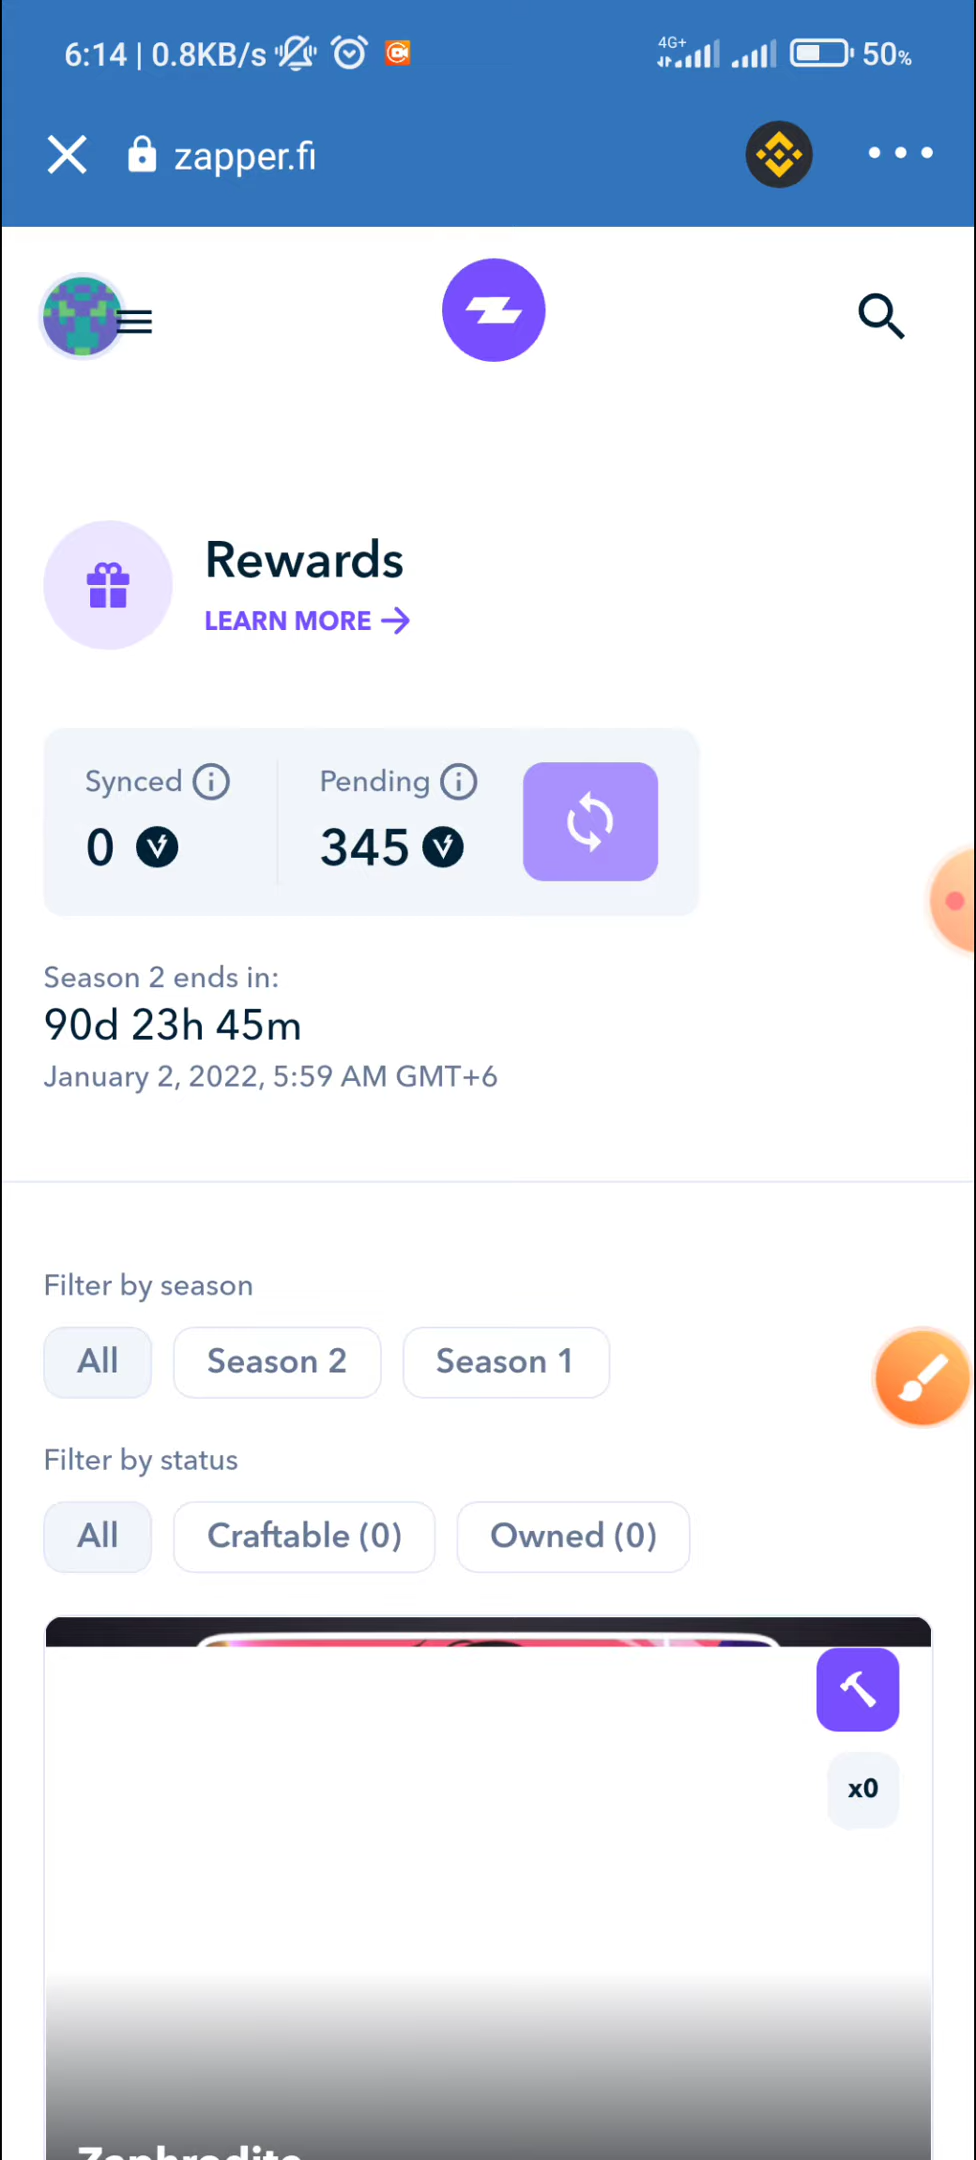 6:14 | 0.8KB/s 4G+ 50%
zapper.fi
Rewards
LEARN MORE
Synced Pending
0 345
Season 2 ends in:
90d 23h 45m
January 2, 2022, 5:59 AM GMT+6
Filter by season
All Season 2 Season 1
Filter by status
All Craftable (0) Owned (0)
x0
Zaphrodite